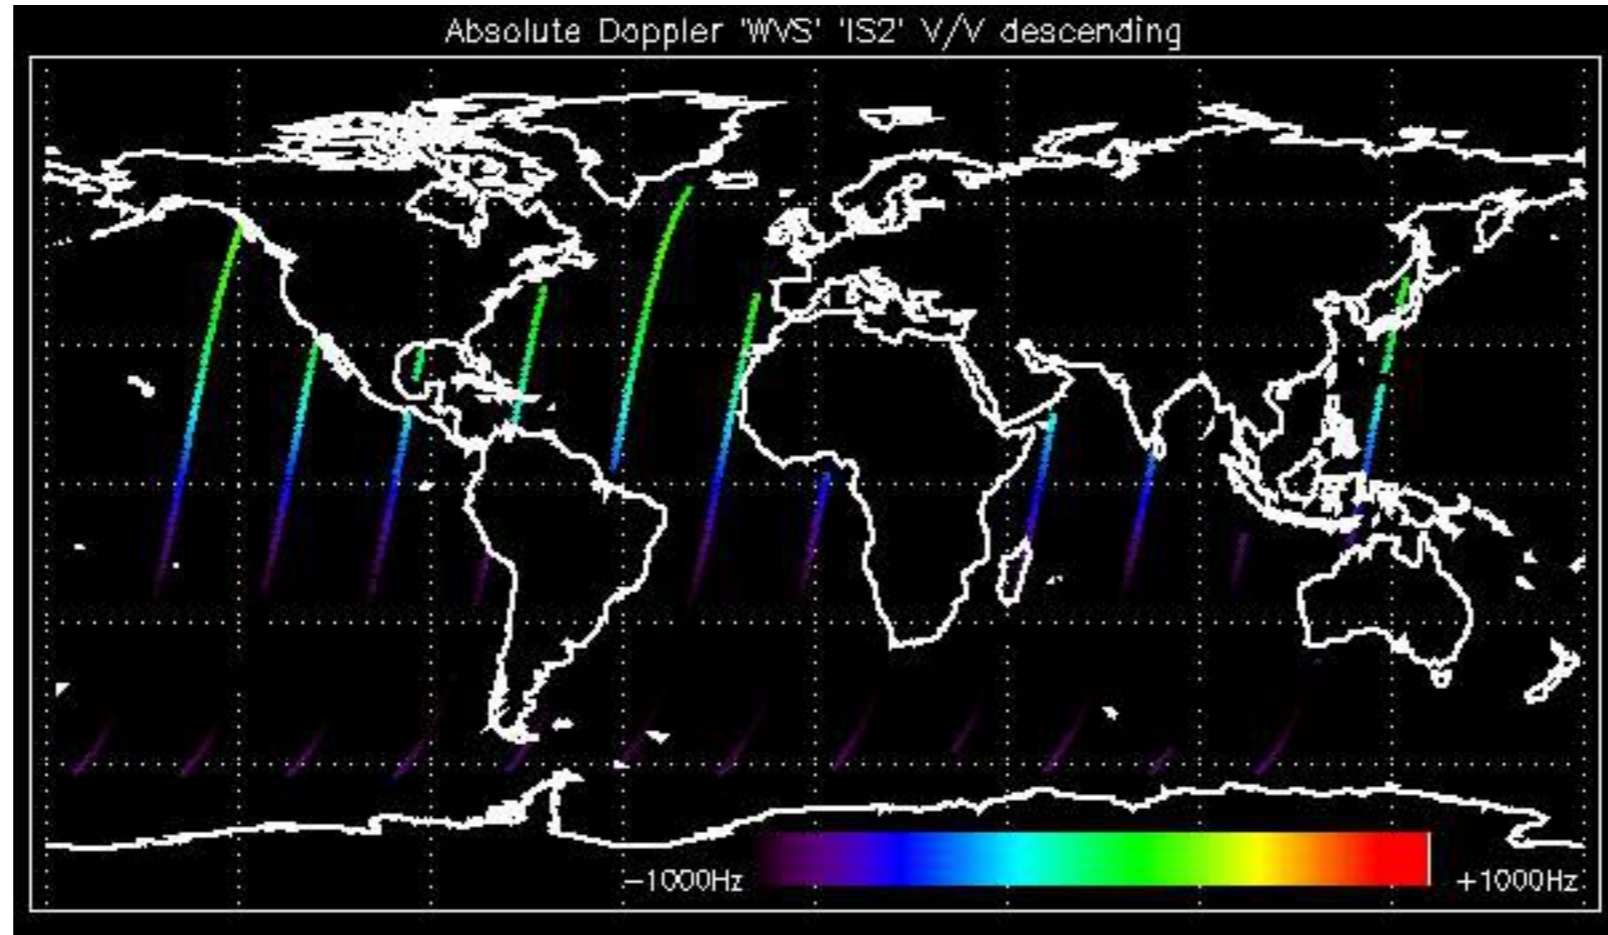 Absolute Doppler 'WVS' 'IS2' V/V descending
−1000Hz
+1000Hz